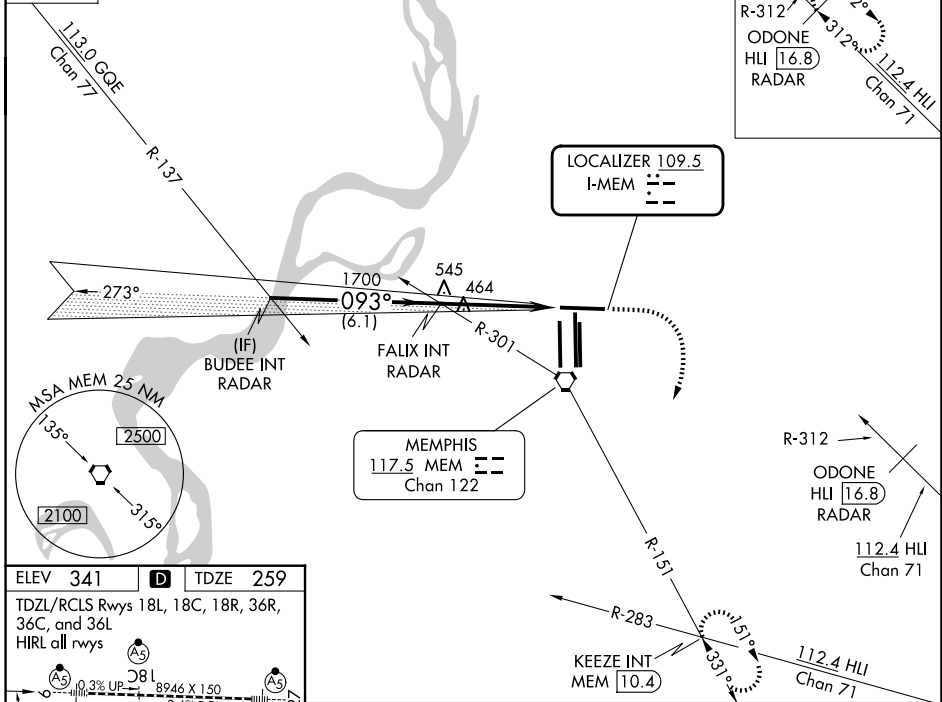 113.0 GQE
Chan 77
R-137
R-312
312°
2°
ODONE
HLI 16.8
RADAR
112.4 HLI
Chan 71
LOCALIZER 109.5
I-MEM
273°
1700
093°
(6.1)
545
464
R-301
(IF)
BUDEE INT
RADAR
FALIX INT
RADAR
MSA MEM 25 NM
135°
2500
2100
315°
MEMPHIS
117.5 MEM
Chan 122
R-312
ODONE
HLI 16.8
RADAR
112.4 HLI
Chan 71
R-151
R-283
KEEZE INT
MEM 10.4
151°
331°
112.4 HLI
Chan 71
ELEV 341
D
TDZE 259
TDZL/RCLS Rwys 18L, 18C, 18R, 36R,
36C, and 36L
HIRL all rwys
A5
A5
A5
18C
9
0.3% UP
8946 X 150